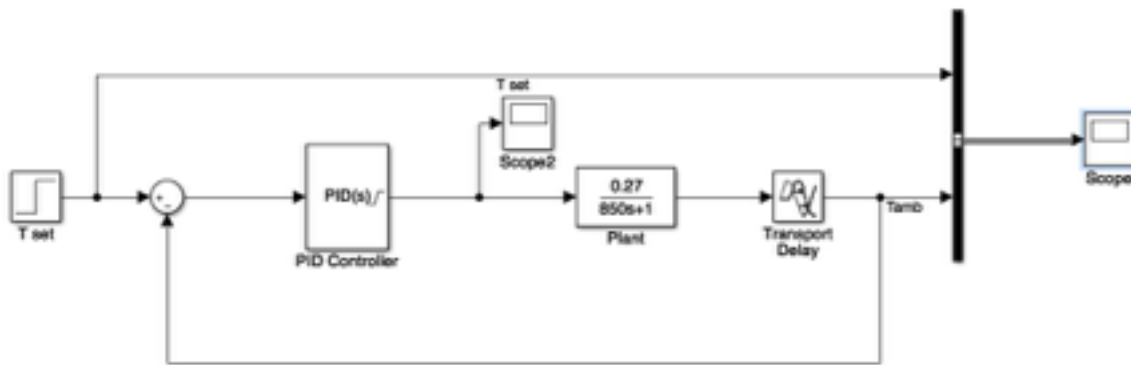 T set
Scope2
T set
PID(s)
PID Controller
0.27
850s+1
Plant
Transport
Delay
Tamb
Scope
+
-